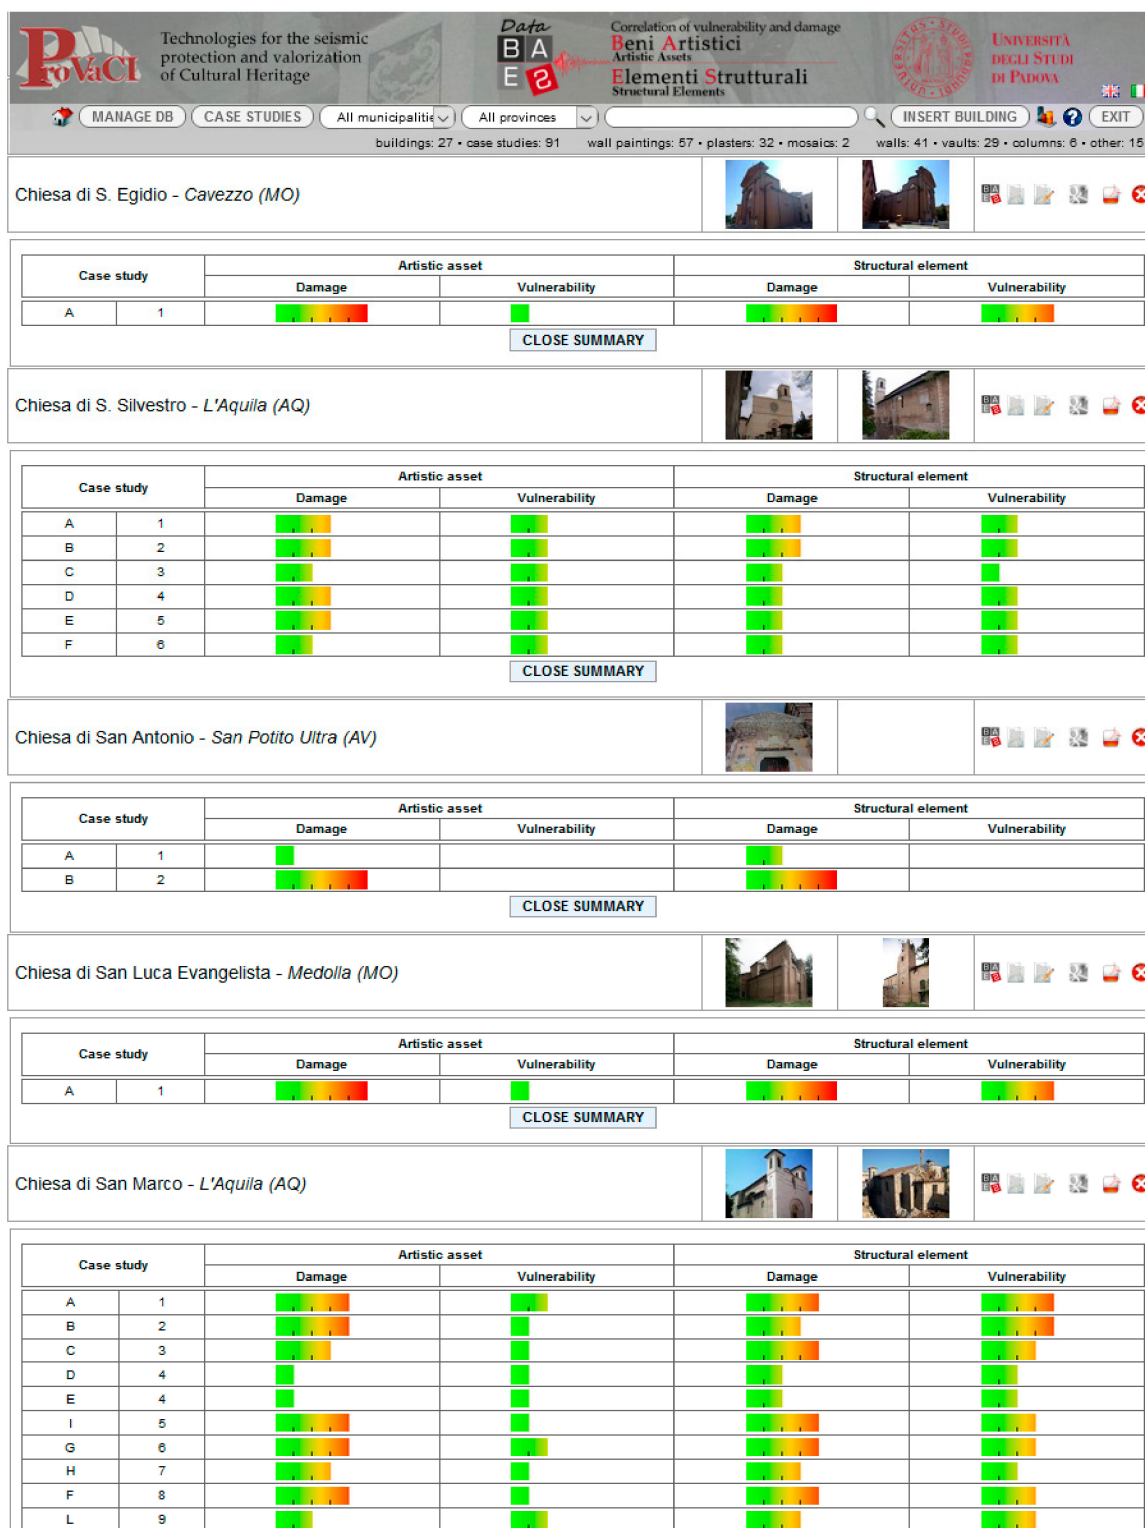 ProVaCI
Technologies for the seismic
protection and valorization
of Cultural Heritage
Data
BA
ES
Correlation of vulnerability and damage
Beni Artistici
Artistic Assets
Elementi Strutturali
Structural Elements
UNIVERSITÀ
DEGLI STUDI
DI PADOVA
MANAGE DB CASE STUDIES All municipalitie All provinces INSERT BUILDING ? EXIT
buildings: 27 • case studies: 91 wall paintings: 57 • plasters: 32 • mosaics: 2 walls: 41 • vaults: 29 • columns: 6 • other: 15
Chiesa di S. Egidio - Cavezzo (MO)
Case study Artistic asset Structural element
Damage Vulnerability Damage Vulnerability
A 1
CLOSE SUMMARY
Chiesa di S. Silvestro - L'Aquila (AQ)
Case study Artistic asset Structural element
Damage Vulnerability Damage Vulnerability
A 1
B 2
C 3
D 4
E 5
F 6
CLOSE SUMMARY
Chiesa di San Antonio - San Potito Ultra (AV)
Case study Artistic asset Structural element
Damage Vulnerability Damage Vulnerability
A 1
B 2
CLOSE SUMMARY
Chiesa di San Luca Evangelista - Medolla (MO)
Case study Artistic asset Structural element
Damage Vulnerability Damage Vulnerability
A 1
CLOSE SUMMARY
Chiesa di San Marco - L'Aquila (AQ)
Case study Artistic asset Structural element
Damage Vulnerability Damage Vulnerability
A 1
B 2
C 3
D 4
E 4
I 5
G 6
H 7
F 8
L 9